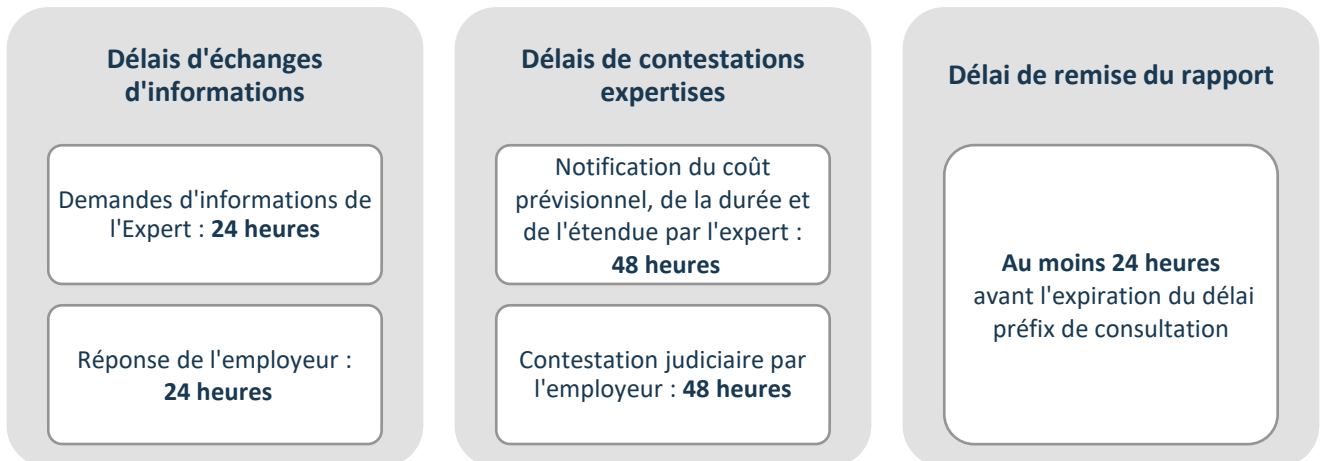 Délais d'échanges
d'informations
Demandes d'informations de
l'Expert : 24 heures
Réponse de l'employeur :
24 heures
Délais de contestations
expertises
Notification du coût
prévisionnel, de la durée et
de l'étendue par l'expert :
48 heures
Contestation judiciaire par
l'employeur : 48 heures
Délai de remise du rapport
Au moins 24 heures
avant l'expiration du délai
préfix de consultation